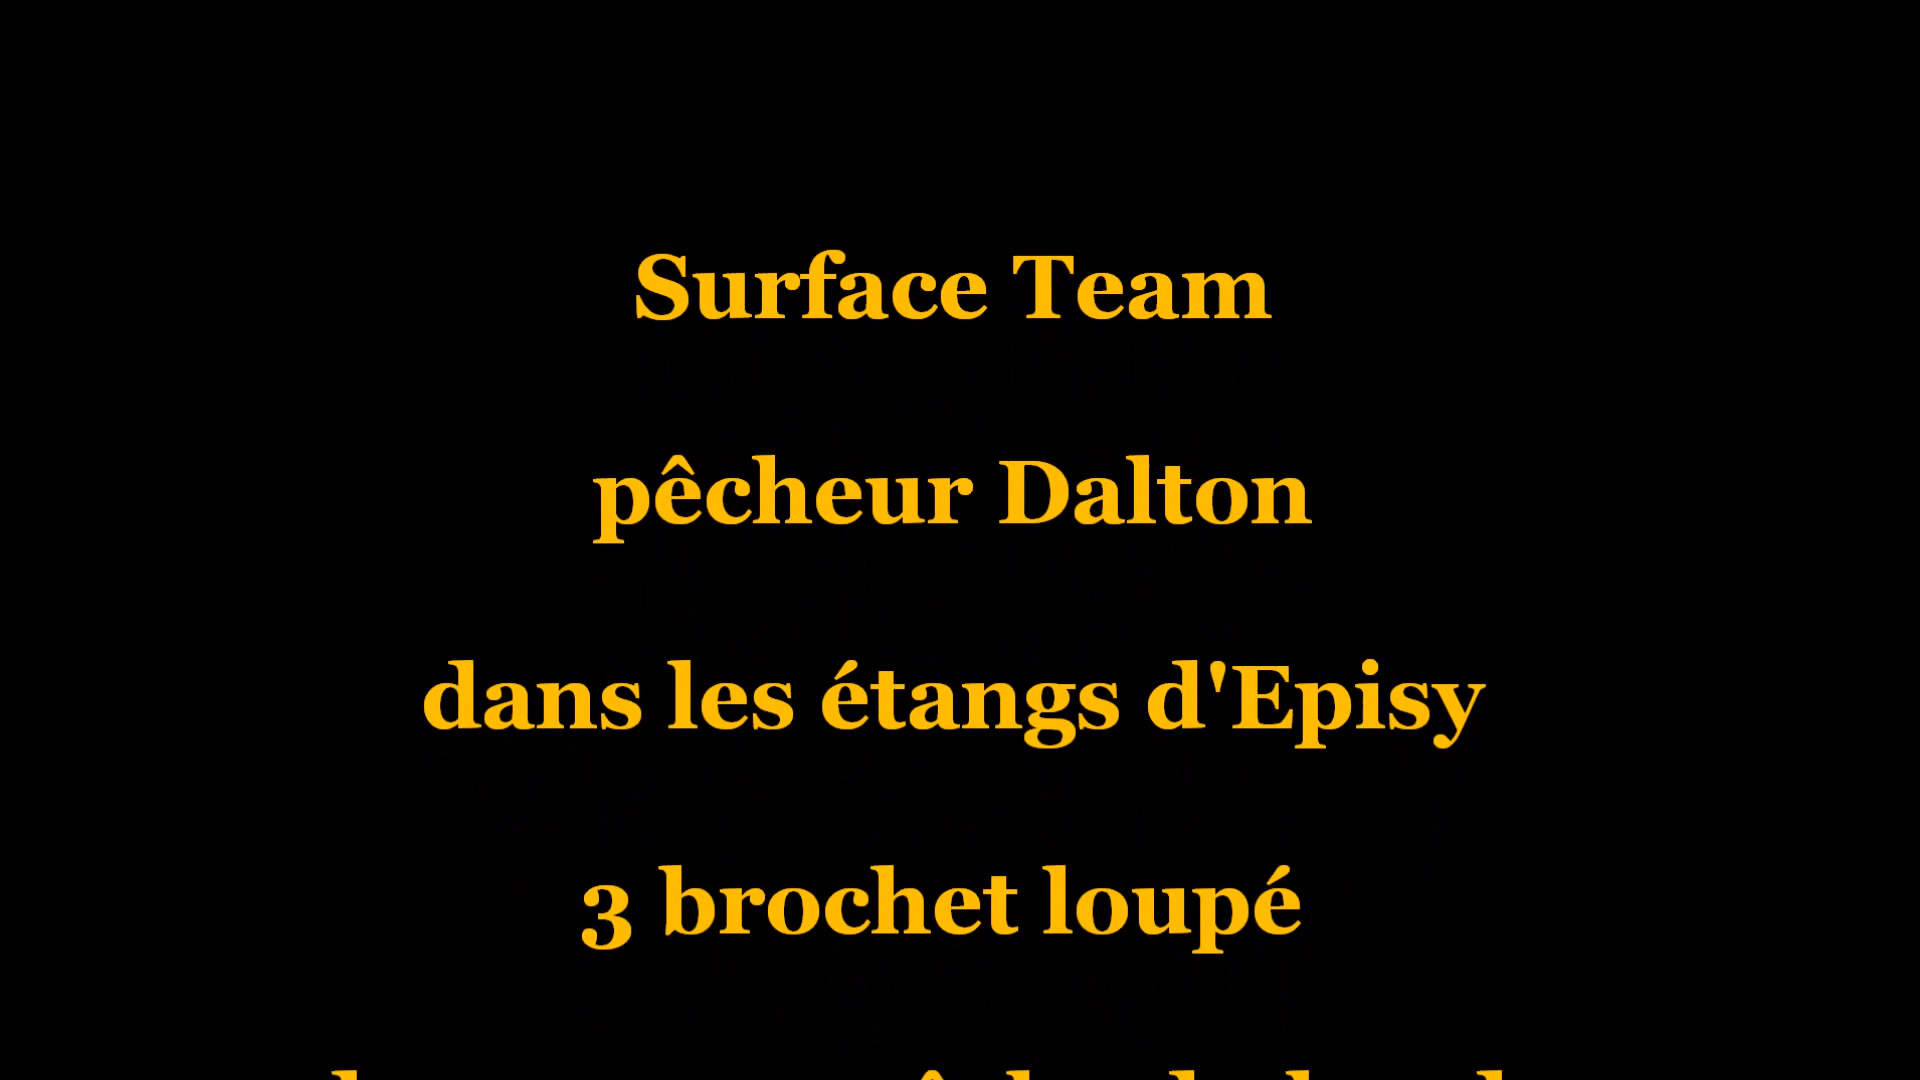 Surface Team
pêcheur Dalton
dans les étangs d'Episy
3 brochet loupé